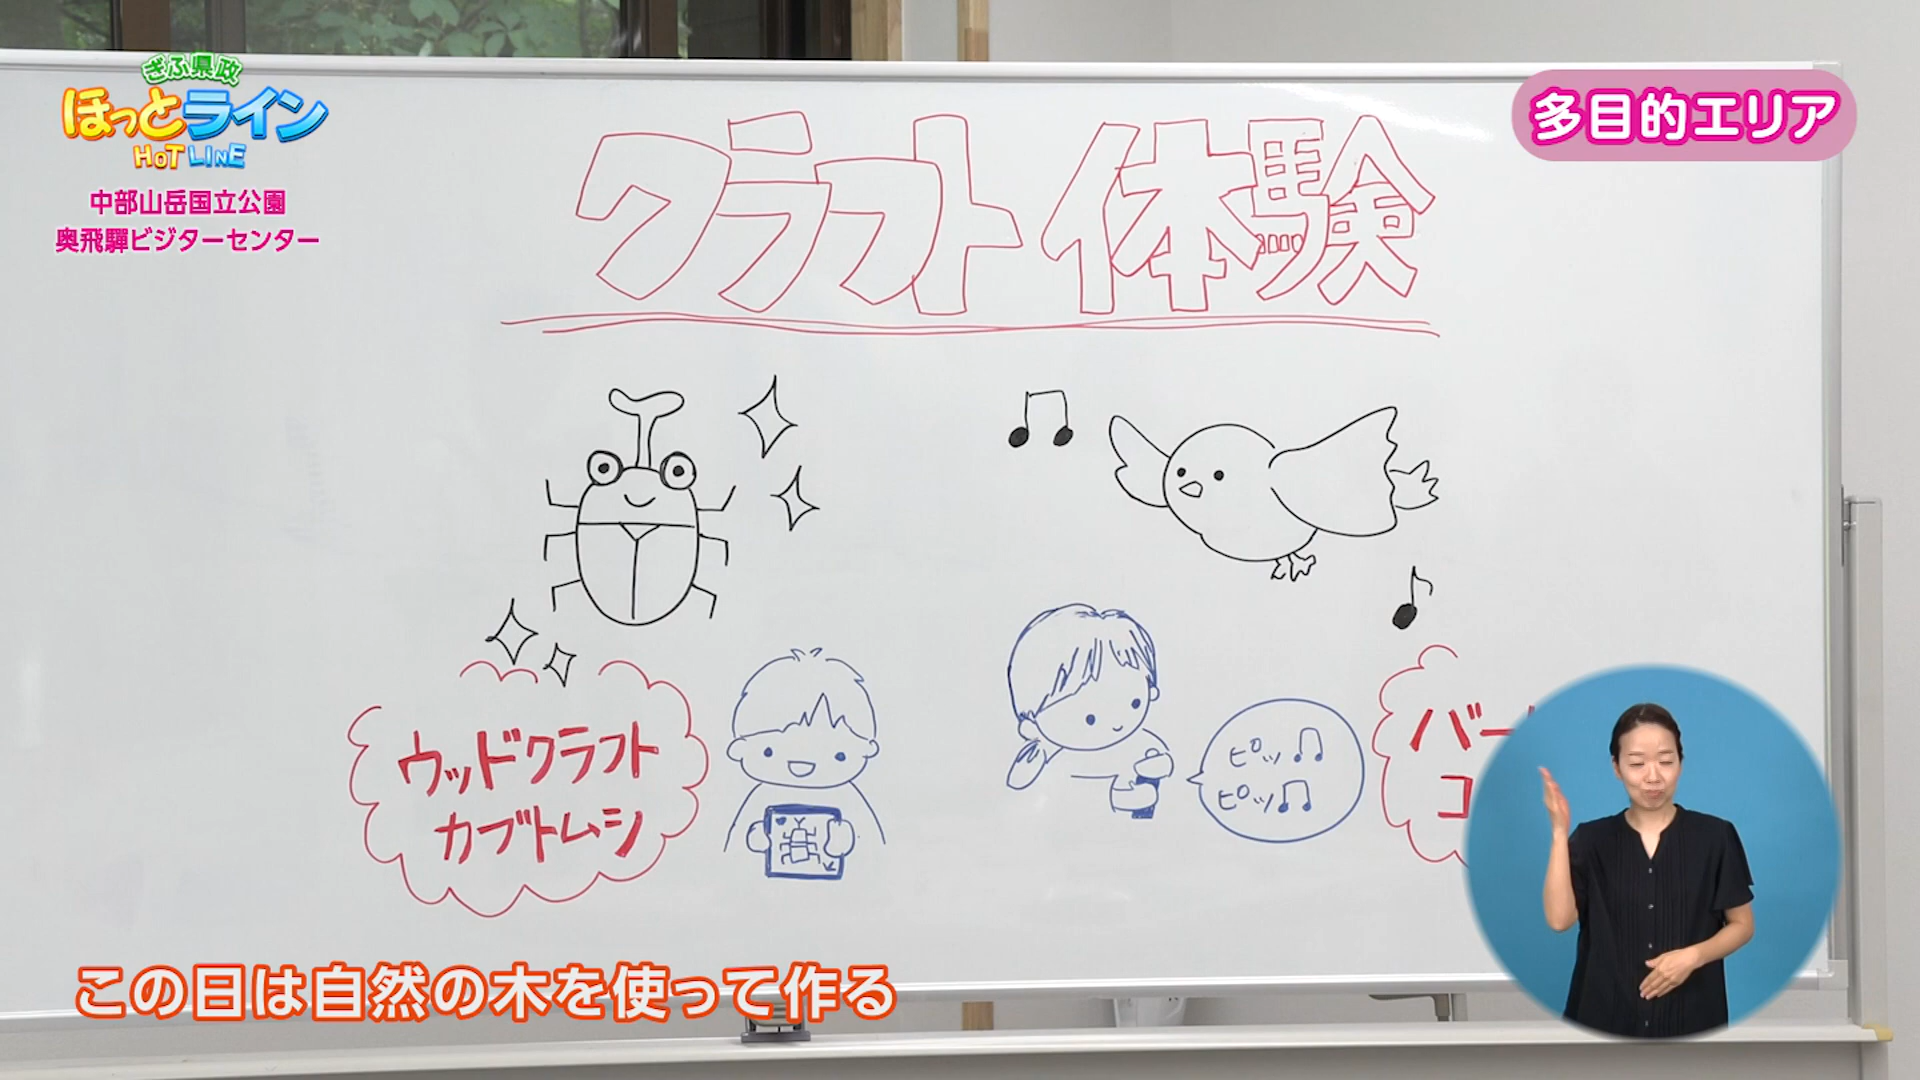 ぎふ県政
ほっとライン
HOT LINE
中部山岳国立公園
奥飛騨ビジターセンター
多目的エリア
クラフト体験
ウッドクラフト
カブトムシ
ピッ♫
ピッ♫
バー
コ
この日は自然の木を使って作る